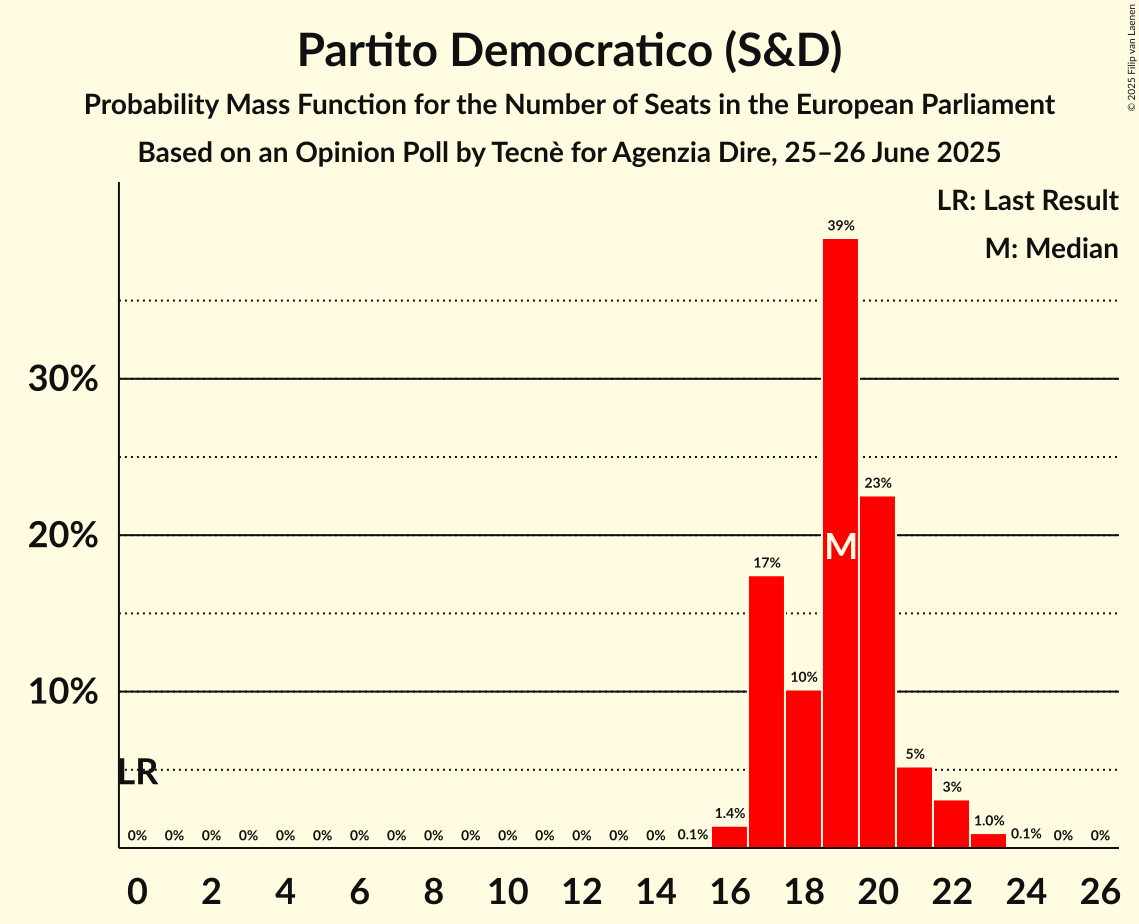 Partito Democratico (S&D)
Probability Mass Function for the Number of Seats in the European Parliament
Based on an Opinion Poll by Tecnè for Agenzia Dire, 25–26 June 2025
© 2025 Filip van Laenen
LR: Last Result
M: Median
39%
30%
23%
20%
M
17%
10%
10%
5%
LR
3%
1.4%
1.0%
0% 0% 0% 0% 0% 0% 0% 0% 0% 0% 0% 0% 0% 0% 0% 0.1% 0.1% 0% 0%
0 2 4 6 8 10 12 14 16 18 20 22 24 26